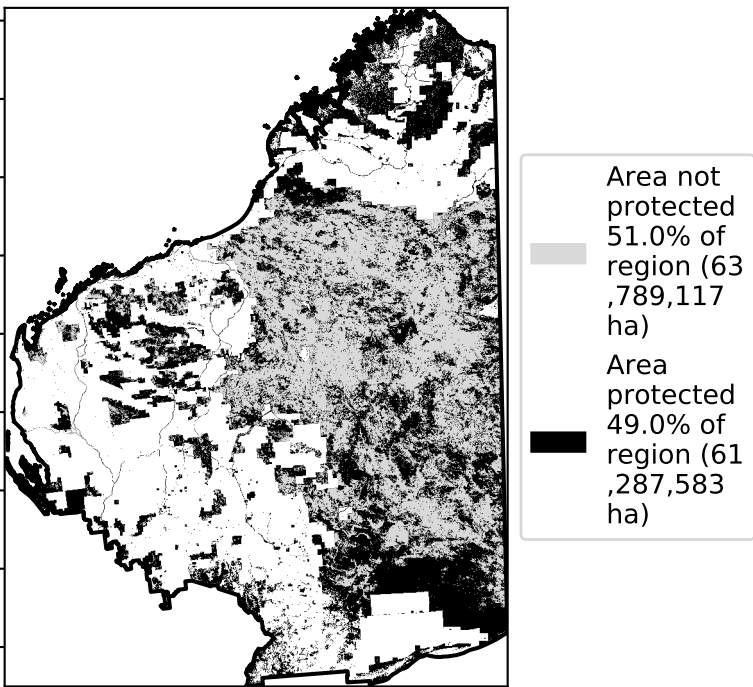 Area not
protected
51.0% of
region (63
,789,117
ha)
Area
protected
49.0% of
region (61
,287,583
ha)